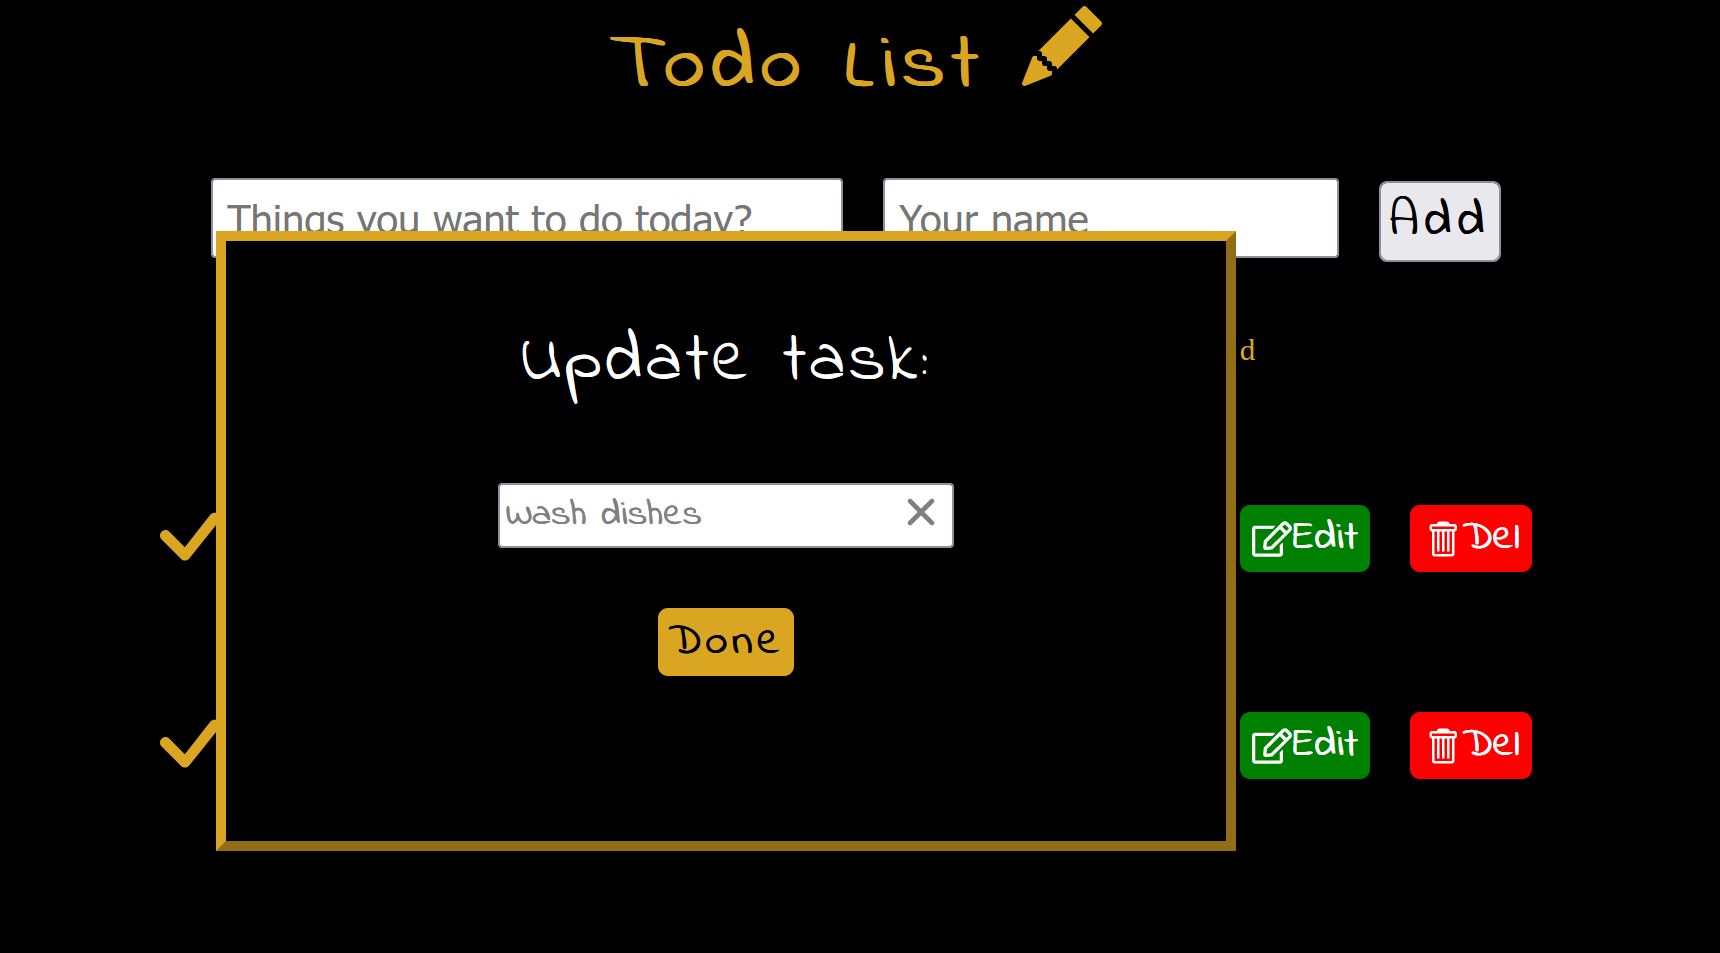 Todo List
Things you want to do today?
Your name
Add
Update task:
d
wash dishes
Edit
Del
Done
Edit
Del